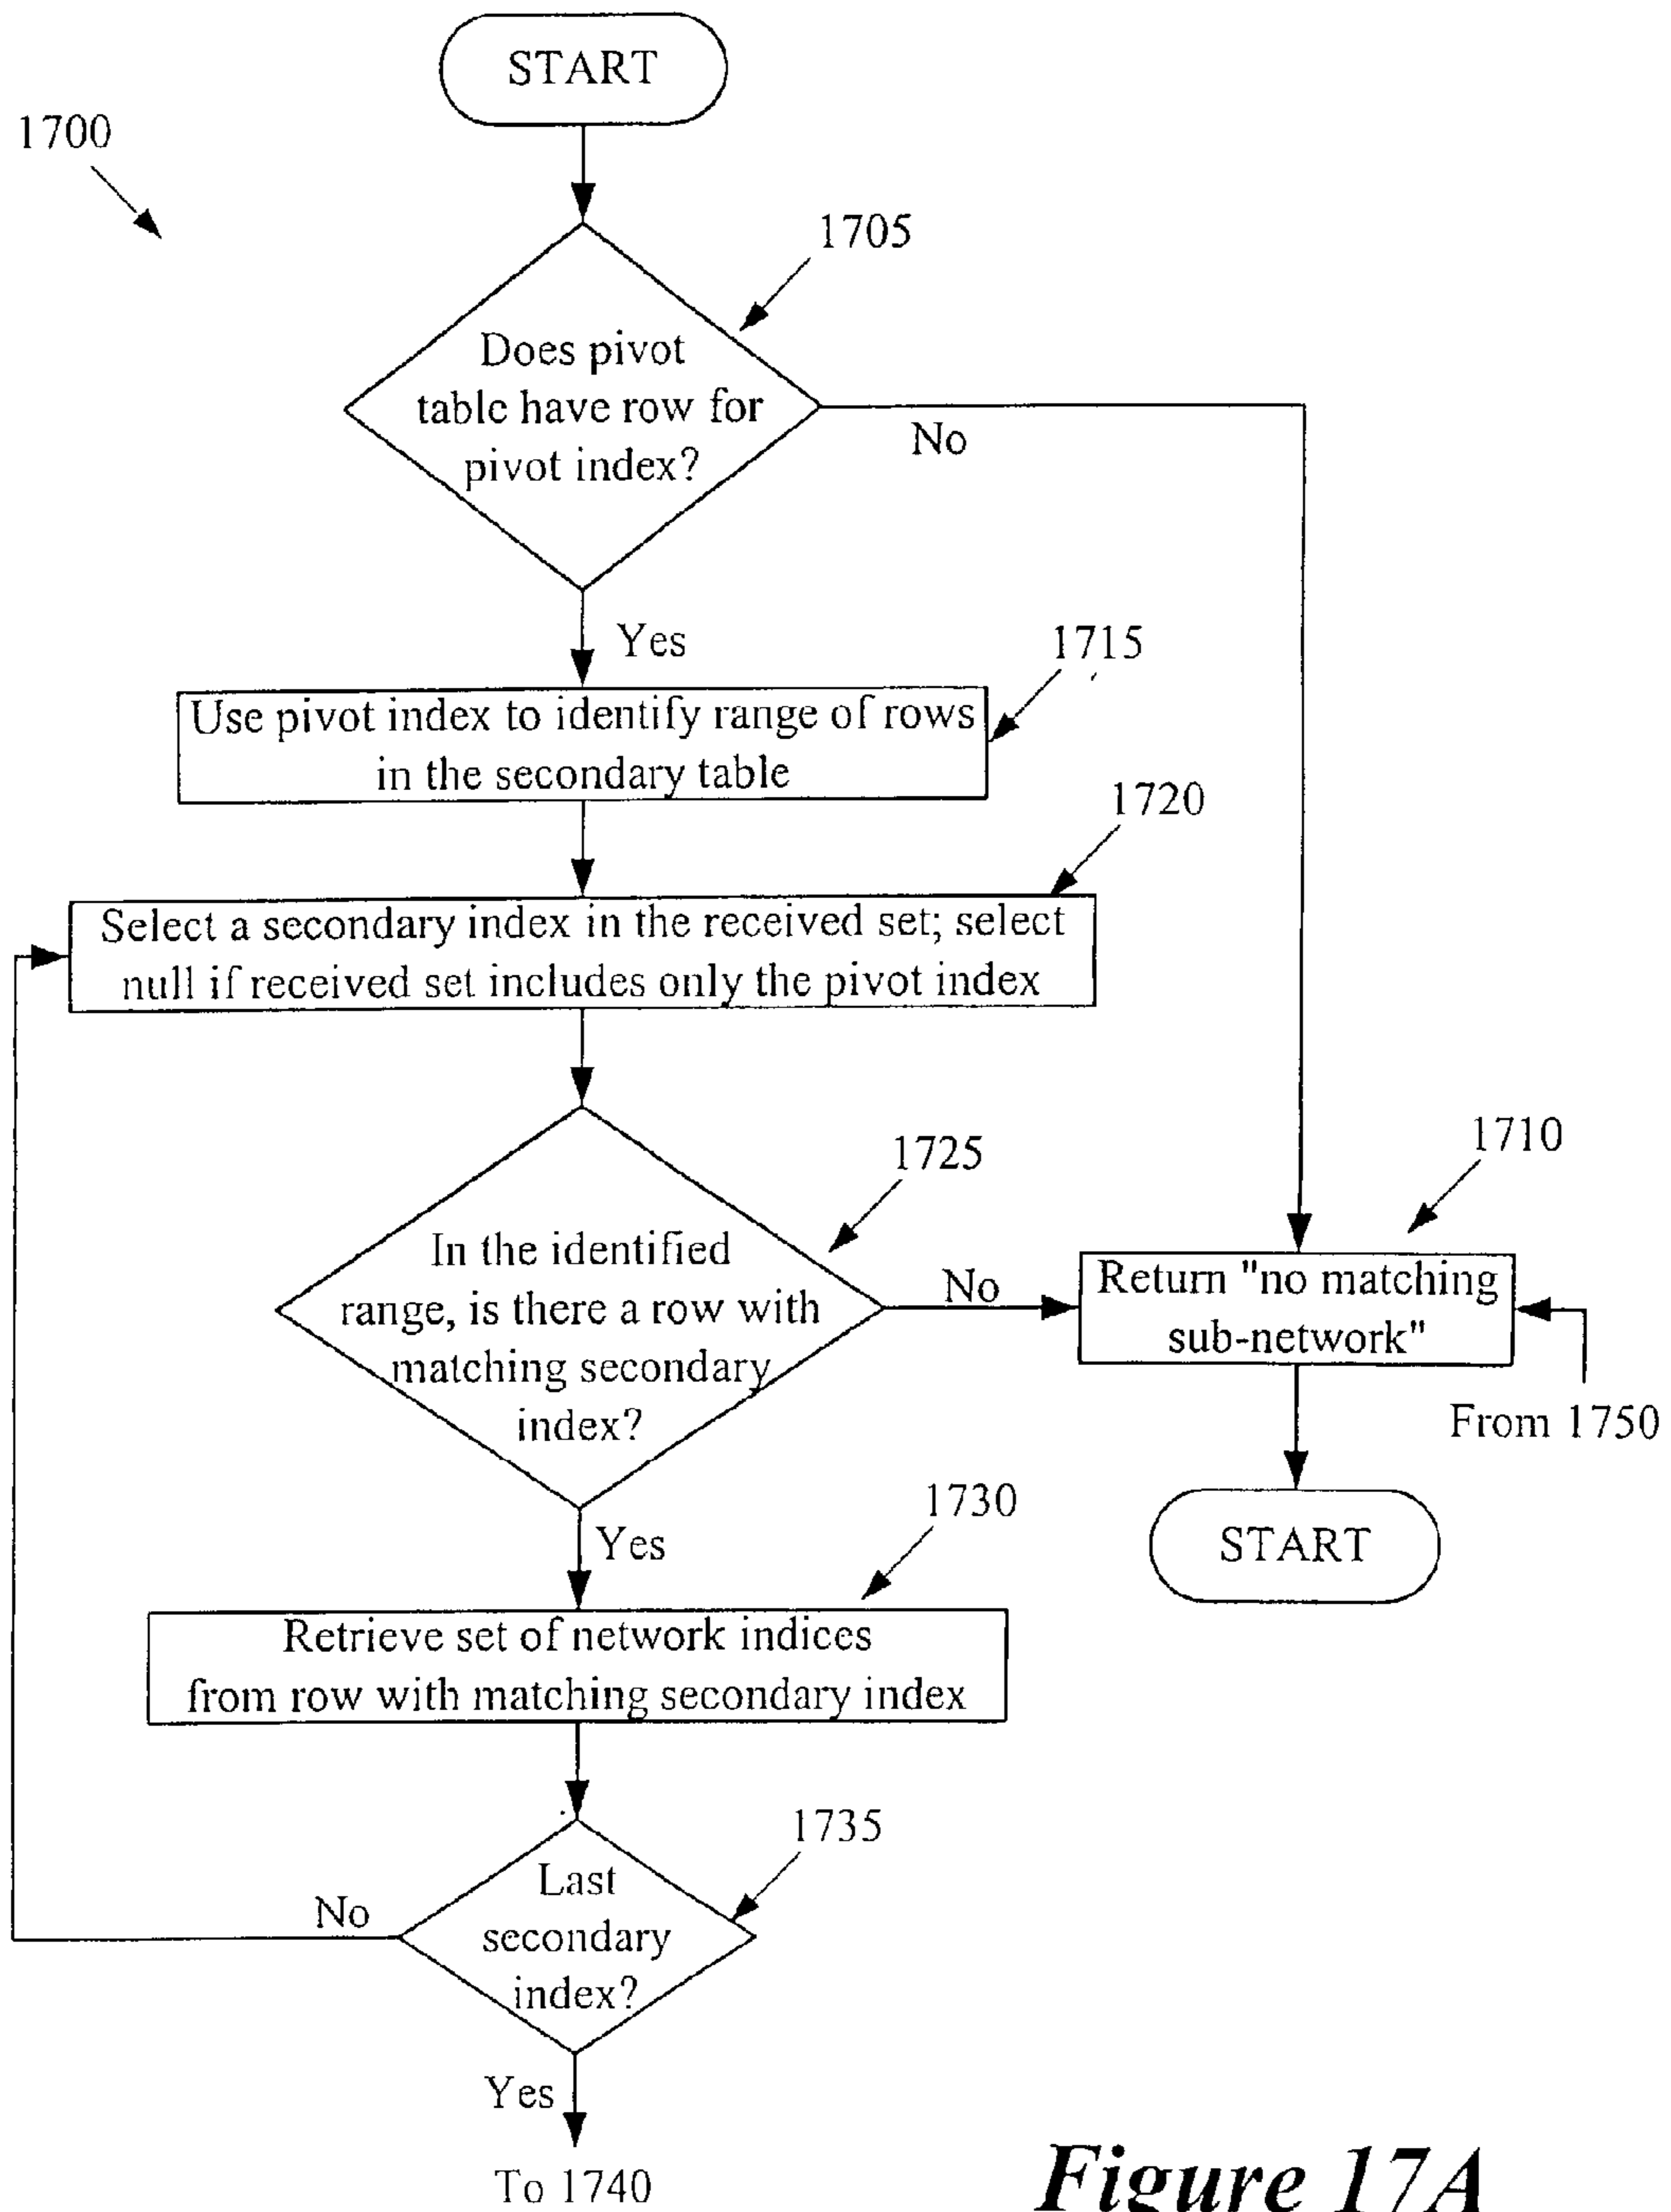 START
1700
1705
Does pivot
table have row for
pivot index?
No
Yes
1715
Use pivot index to identify range of rows
in the secondary table
1720
Select a secondary index in the received set; select
null if received set includes only the pivot index
1725
1710
In the identified
range, is there a row with
matching secondary
index?
No
Return "no matching
sub-network"
From 1750
Yes
1730
START
Retrieve set of network indices
from row with matching secondary index
1735
Last
secondary
index?
No
Yes
To 1740
Figure 17A